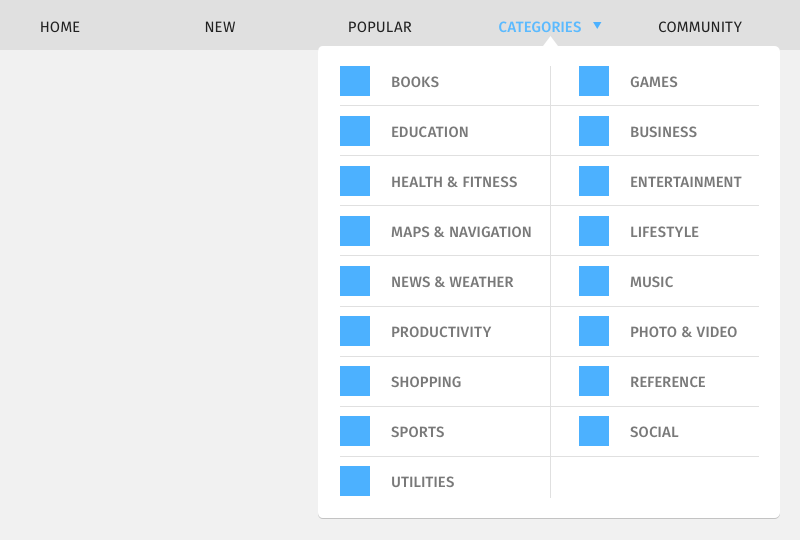 HOME
NEW
POPULAR
CATEGORIES
COMMUNITY
BOOKS
GAMES
EDUCATION
BUSINESS
HEALTH & FITNESS
ENTERTAINMENT
MAPS & NAVIGATION
LIFESTYLE
NEWS & WEATHER
MUSIC
PRODUCTIVITY
PHOTO & VIDEO
SHOPPING
REFERENCE
SPORTS
SOCIAL
UTILITIES